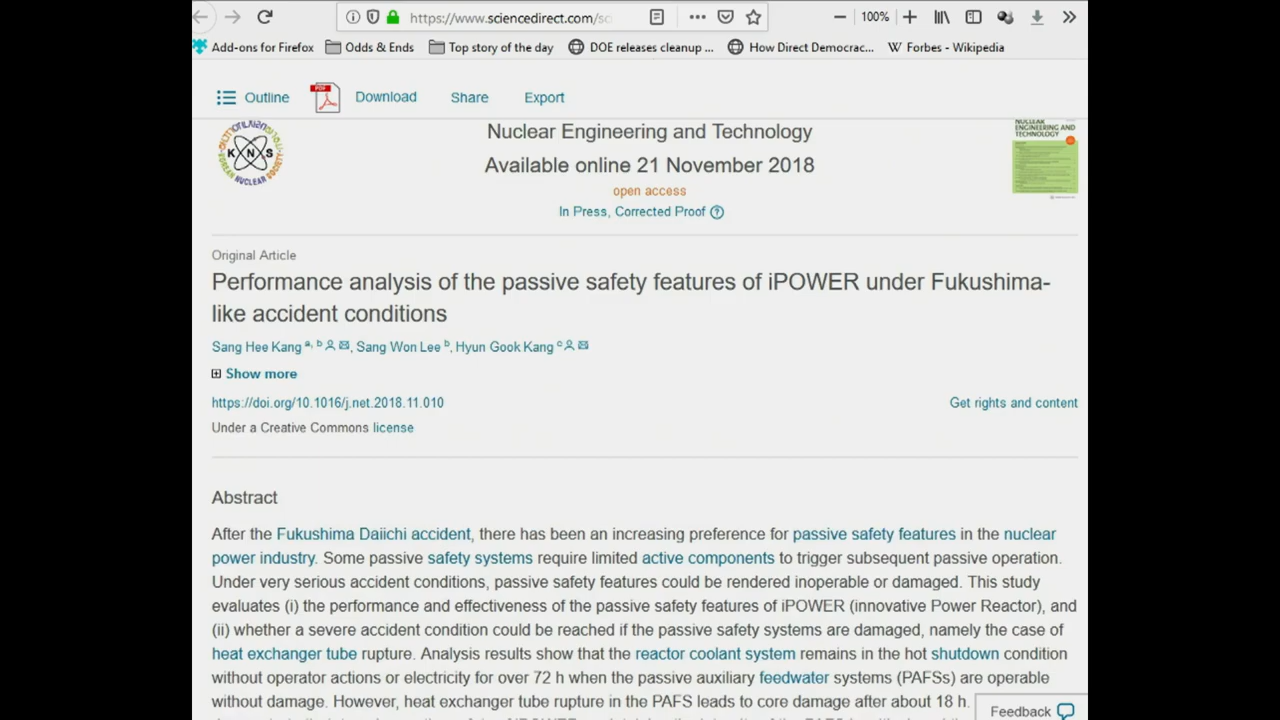 https://www.sciencedirect.com/sc
100%
Add-ons for Firefox
Odds & Ends
Top story of the day
DOE releases cleanup ...
How Direct Democrac...
W Forbes - Wikipedia
Outline
PDF
Download
Share
Export
KNS
KOREAN NUCLEAR SOCIETY
Nuclear Engineering and Technology
NUCLEAR
ENGINEERING AND
TECHNOLOGY
Available online 21 November 2018
open access
In Press, Corrected Proof
Original Article
Performance analysis of the passive safety features of iPOWER under Fukushima-
like accident conditions
Sang Hee Kang a, b, Sang Won Lee b, Hyun Gook Kang c
Show more
https://doi.org/10.1016/j.net.2018.11.010
Get rights and content
Under a Creative Commons license
Abstract
After the Fukushima Daiichi accident, there has been an increasing preference for passive safety features in the nuclear
power industry. Some passive safety systems require limited active components to trigger subsequent passive operation.
Under very serious accident conditions, passive safety features could be rendered inoperable or damaged. This study
evaluates (i) the performance and effectiveness of the passive safety features of iPOWER (innovative Power Reactor), and
(ii) whether a severe accident condition could be reached if the passive safety systems are damaged, namely the case of
heat exchanger tube rupture. Analysis results show that the reactor coolant system remains in the hot shutdown condition
without operator actions or electricity for over 72 h when the passive auxiliary feedwater systems (PAFSs) are operable
without damage. However, heat exchanger tube rupture in the PAFS leads to core damage after about 18 h.
Feedback